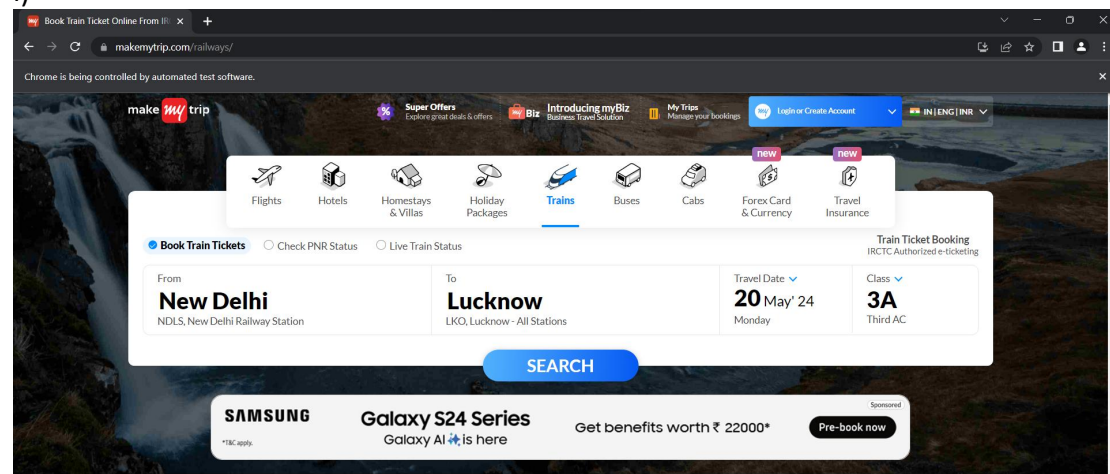 Book Train Ticket Online From IR
makemytrip.com/railways/
Chrome is being controlled by automated test software.
make my trip
% Super Offers
Explore great deals & offers
Biz Introducing myBiz
Business Travel Solution
My Trips
Manage your bookings
my Login or Create Account
IN | ENG | INR
new new
Flights Hotels Homestays & Villas Holiday Packages Trains Buses Cabs Forex Card & Currency Travel Insurance
Book Train Tickets Check PNR Status Live Train Status
Train Ticket Booking
IRCTC Authorized e-ticketing
From To Travel Date Class
New Delhi Lucknow 20 May' 24 3A
NDLS, New Delhi Railway Station LKO, Lucknow - All Stations Monday Third AC
SEARCH
Sponsored
SAMSUNG
*T&C apply.
Galaxy S24 Series
Galaxy AI is here
Get benefits worth ₹ 22000*
Pre-book now